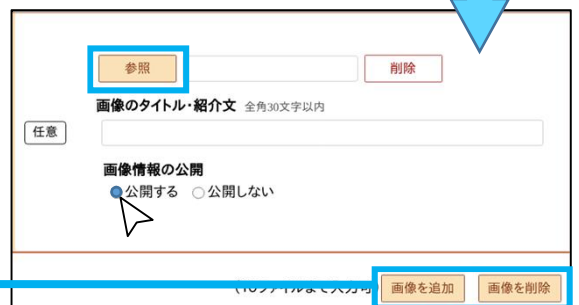 参照 削除
画像のタイトル・紹介文 全角30文字以内
任意
画像情報の公開
公開する 公開しない
画像を追加 画像を削除